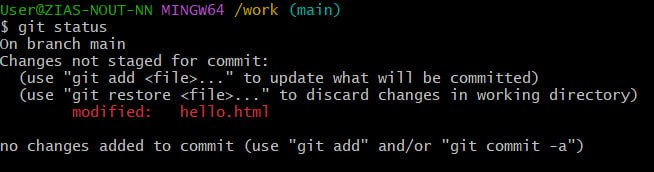 User@ZIAS-NOUT-NN MINGW64 /work (main)
$ git status
On branch main
Changes not staged for commit:
  (use "git add <file>..." to update what will be committed)
  (use "git restore <file>..." to discard changes in working directory)
        modified:   hello.html

no changes added to commit (use "git add" and/or "git commit -a")